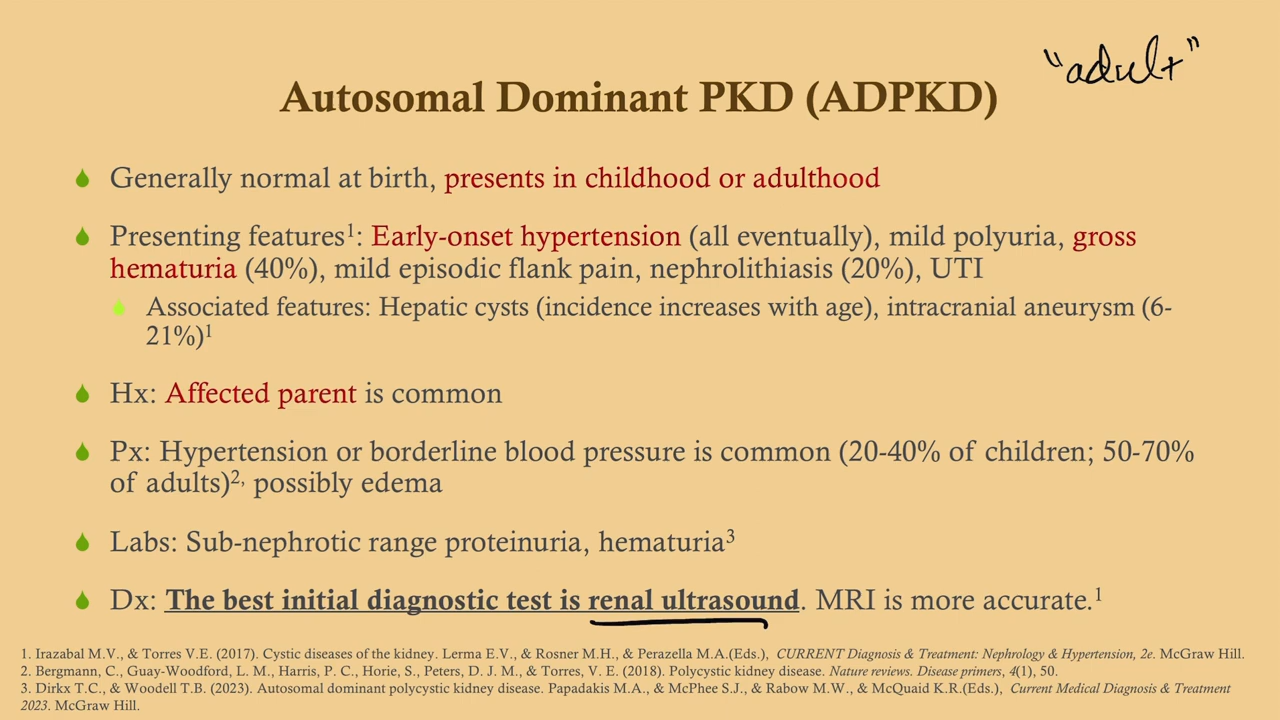 "adult"
Autosomal Dominant PKD (ADPKD)
Generally normal at birth, presents in childhood or adulthood
Presenting features¹: Early-onset hypertension (all eventually), mild polyuria, gross
hematuria (40%), mild episodic flank pain, nephrolithiasis (20%), UTI
Associated features: Hepatic cysts (incidence increases with age), intracranial aneurysm (6-
21%)¹
Hx: Affected parent is common
Px: Hypertension or borderline blood pressure is common (20-40% of children; 50-70%
of adults)², possibly edema
Labs: Sub-nephrotic range proteinuria, hematuria³
Dx: The best initial diagnostic test is renal ultrasound. MRI is more accurate.¹
1. Irazabal M.V., & Torres V.E. (2017). Cystic diseases of the kidney. Lerma E.V., & Rosner M.H., & Perazella M.A.(Eds.), CURRENT Diagnosis & Treatment: Nephrology & Hypertension, 2e. McGraw Hill.
2. Bergmann, C., Guay-Woodford, L. M., Harris, P. C., Horie, S., Peters, D. J. M., & Torres, V. E. (2018). Polycystic kidney disease. Nature reviews. Disease primers, 4(1), 50.
3. Dirkx T.C., & Woodell T.B. (2023). Autosomal dominant polycystic kidney disease. Papadakis M.A., & McPhee S.J., & Rabow M.W., & McQuaid K.R.(Eds.), Current Medical Diagnosis & Treatment
2023. McGraw Hill.